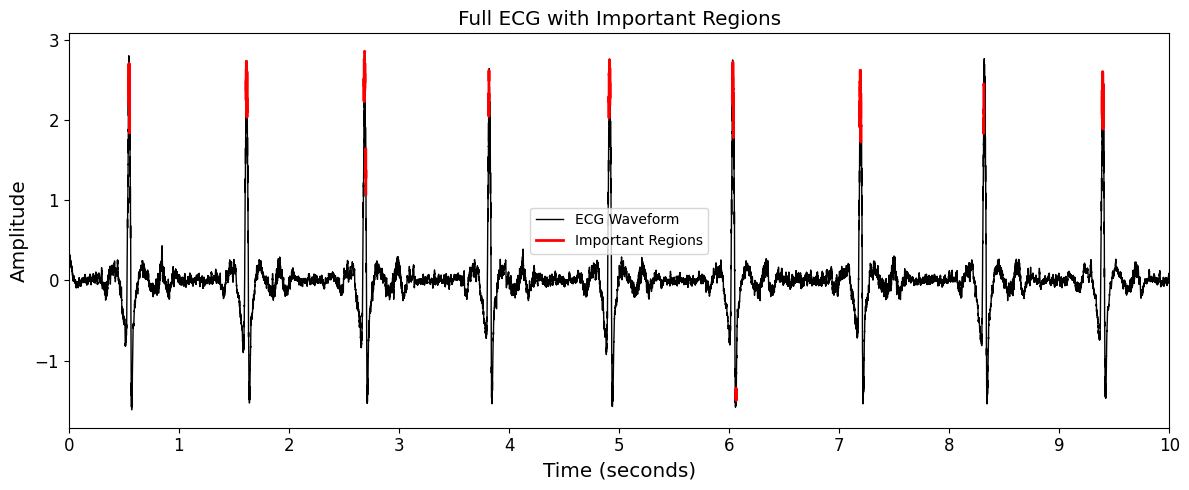 Full ECG with Important Regions
Amplitude
3
2
1
0
−1
ECG Waveform
Important Regions
0 1 2 3 4 5 6 7 8 9 10
Time (seconds)